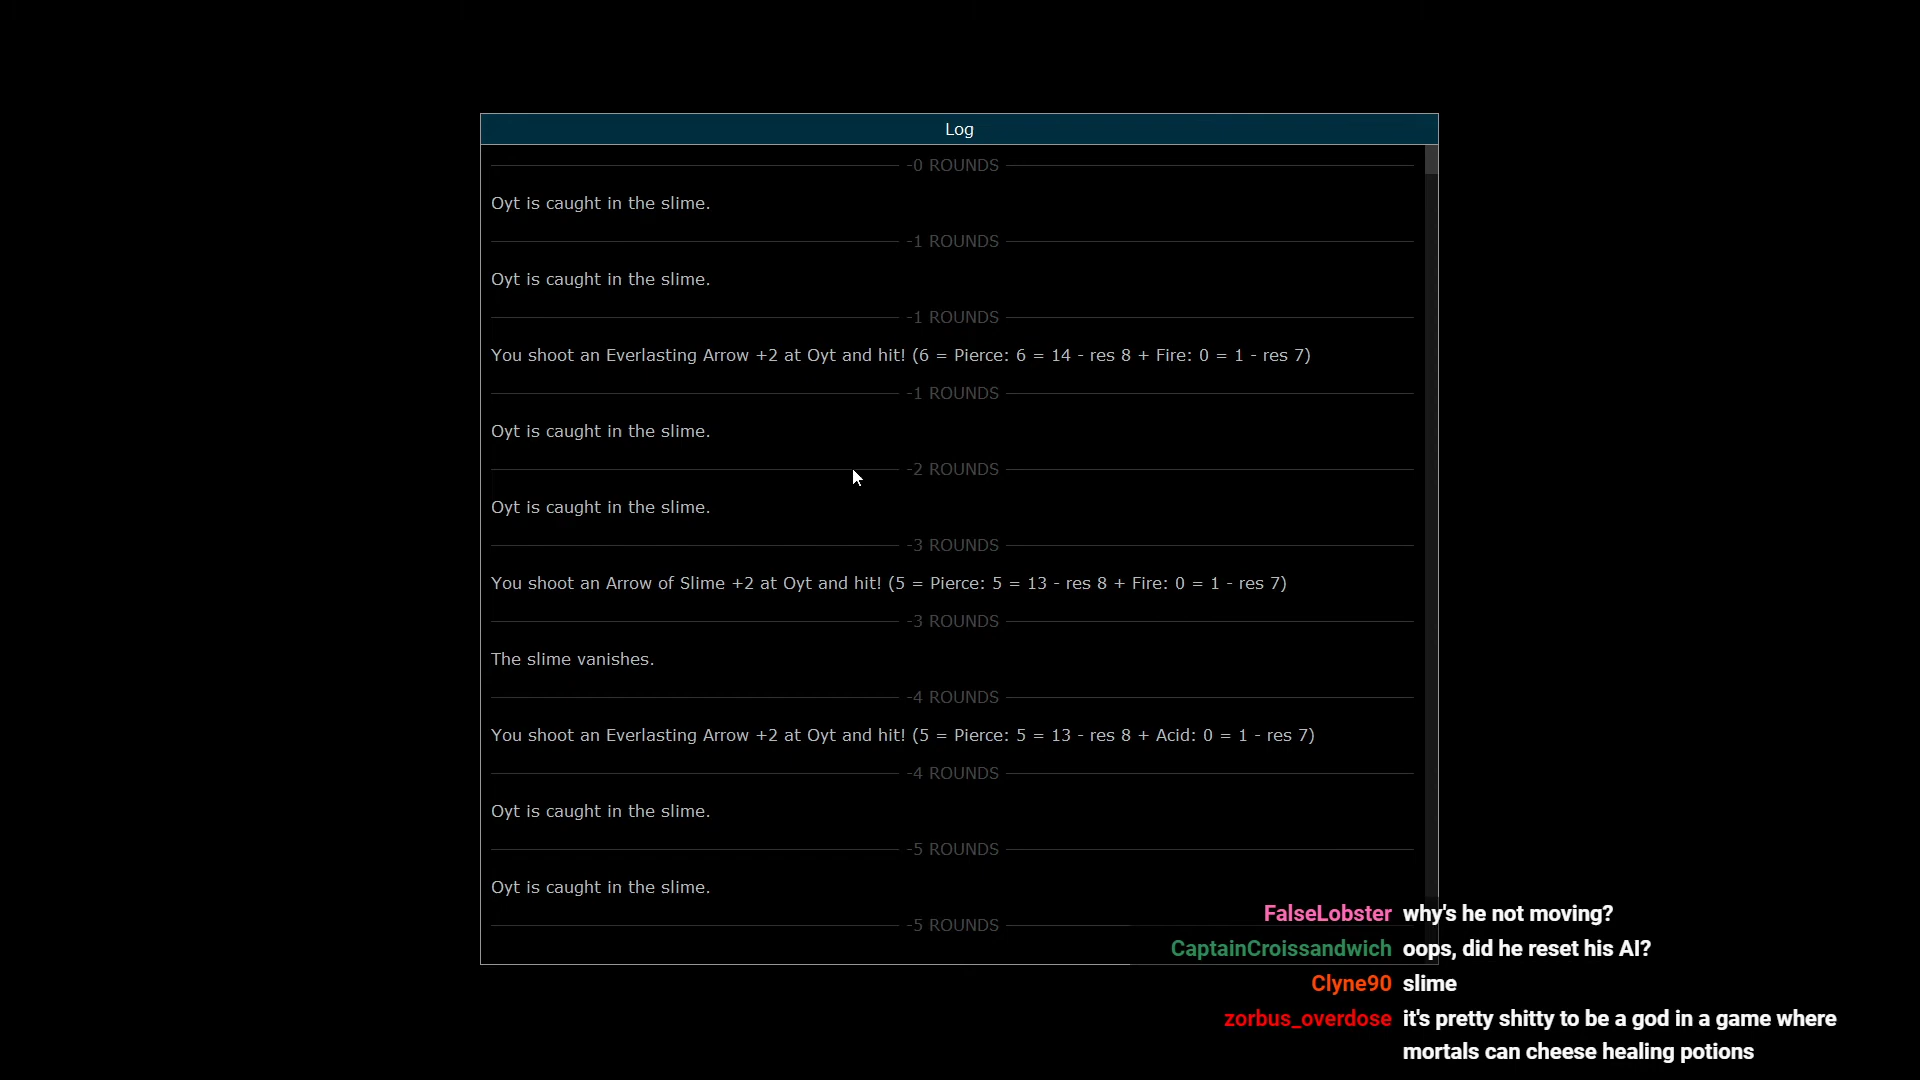 Log
-0 ROUNDS
Oyt is caught in the slime.
-1 ROUNDS
Oyt is caught in the slime.
-1 ROUNDS
You shoot an Everlasting Arrow +2 at Oyt and hit! (6 = Pierce: 6 = 14 - res 8 + Fire: 0 = 1 - res 7)
-1 ROUNDS
Oyt is caught in the slime.
-2 ROUNDS
Oyt is caught in the slime.
-3 ROUNDS
You shoot an Arrow of Slime +2 at Oyt and hit! (5 = Pierce: 5 = 13 - res 8 + Fire: 0 = 1 - res 7)
-3 ROUNDS
The slime vanishes.
-4 ROUNDS
You shoot an Everlasting Arrow +2 at Oyt and hit! (5 = Pierce: 5 = 13 - res 8 + Acid: 0 = 1 - res 7)
-4 ROUNDS
Oyt is caught in the slime.
-5 ROUNDS
Oyt is caught in the slime.
-5 ROUNDS
FalseLobster why's he not moving?
CaptainCroissandwich oops, did he reset his AI?
Clyne90 slime
zorbus_overdose it's pretty shitty to be a god in a game where
mortals can cheese healing potions